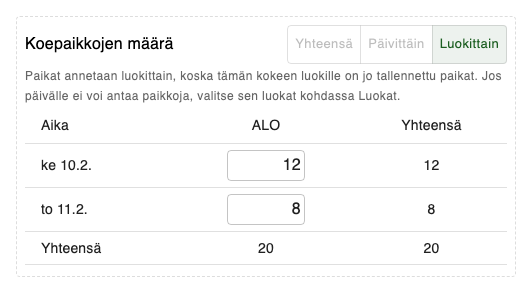 Koepaikkojen määrä
Yhteensä Päivittäin Luokittain
Paikat annetaan luokittain, koska tämän kokeen luokille on jo tallennettu paikat. Jos
päivälle ei voi antaa paikkoja, valitse sen luokat kohdassa Luokat.
Aika ALO Yhteensä
ke 10.2. 12 12
to 11.2. 8 8
Yhteensä 20 20